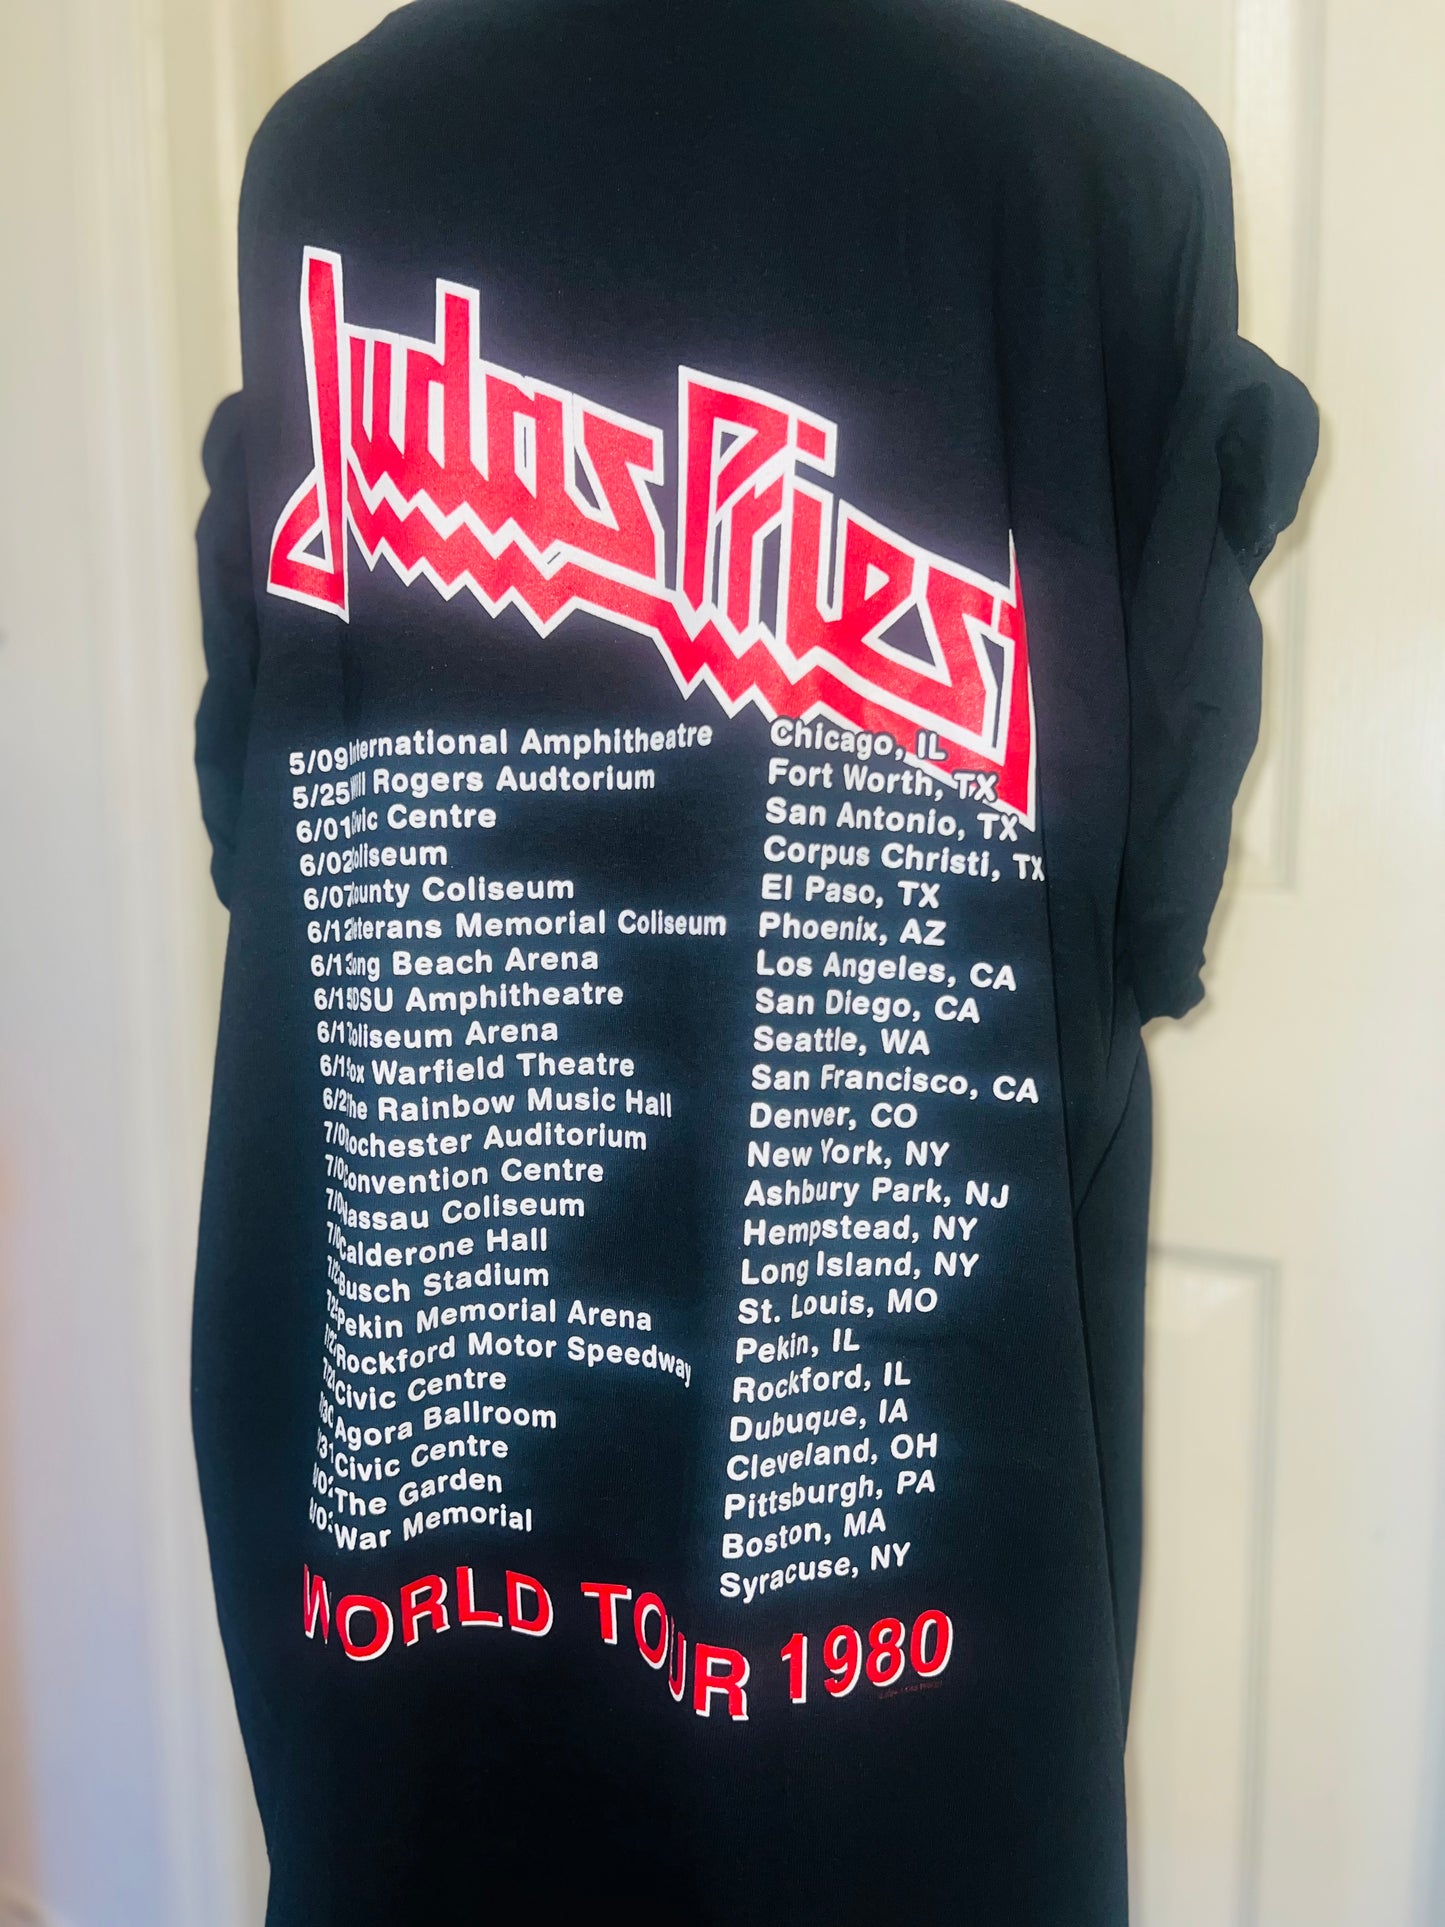 Judas Priest
5/09 International Amphitheatre Chicago, IL
5/25 Will Rogers Audtorium Fort Worth, TX
6/01 Civic Centre San Antonio, TX
6/02 Coliseum Corpus Christi, TX
6/07 County Coliseum El Paso, TX
6/12 Veterans Memorial Coliseum Phoenix, AZ
6/13 Long Beach Arena Los Angeles, CA
6/15 SDSU Amphitheatre San Diego, CA
Coliseum Arena Seattle, WA
Fox Warfield Theatre San Francisco, CA
The Rainbow Music Hall Denver, CO
Rochester Auditorium New York, NY
Convention Centre Ashbury Park, NJ
Nassau Coliseum Hempstead, NY
Calderone Hall Long Island, NY
Busch Stadium St. Louis, MO
Pekin Memorial Arena Pekin, IL
Rockford Motor Speedway Rockford, IL
Civic Centre Dubuque, IA
Agora Ballroom Cleveland, OH
Civic Centre Pittsburgh, PA
The Garden Boston, MA
War Memorial Syracuse, NY
WORLD TOUR 1980